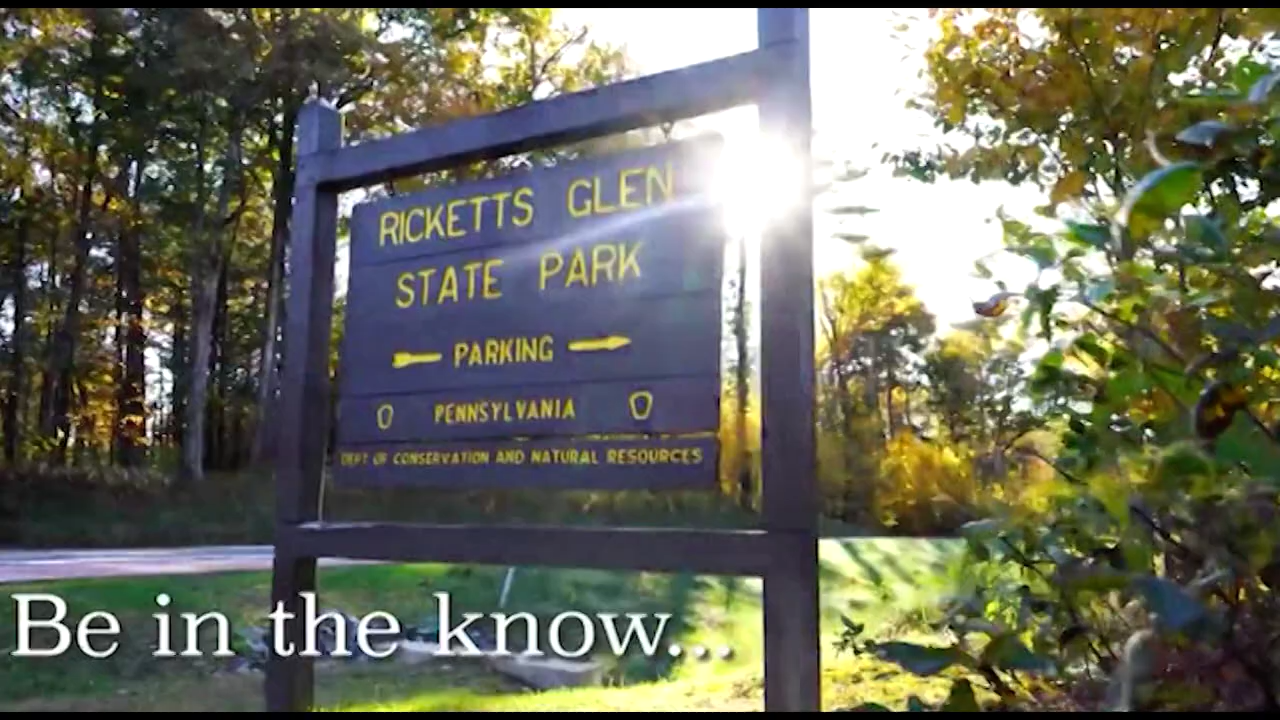 RICKETTS GLEN
STATE PARK
PARKING
PENNSYLVANIA
DEPT OF CONSERVATION AND NATURAL RESOURCES
Be in the know...